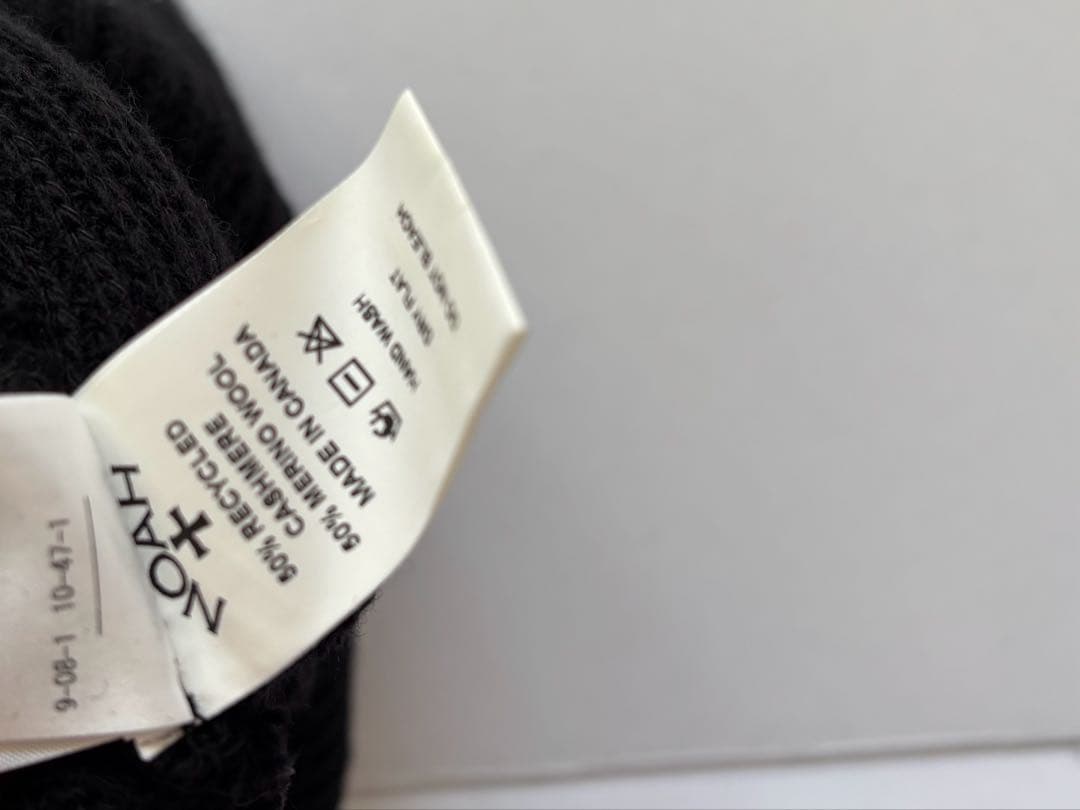 NOAH
50% RECYCLED
CASHMERE
50% MERINO WOOL
MADE IN CANADA
HAND WASH
DRY FLAT
DO NOT BLEACH
9-08-1 10-47-1